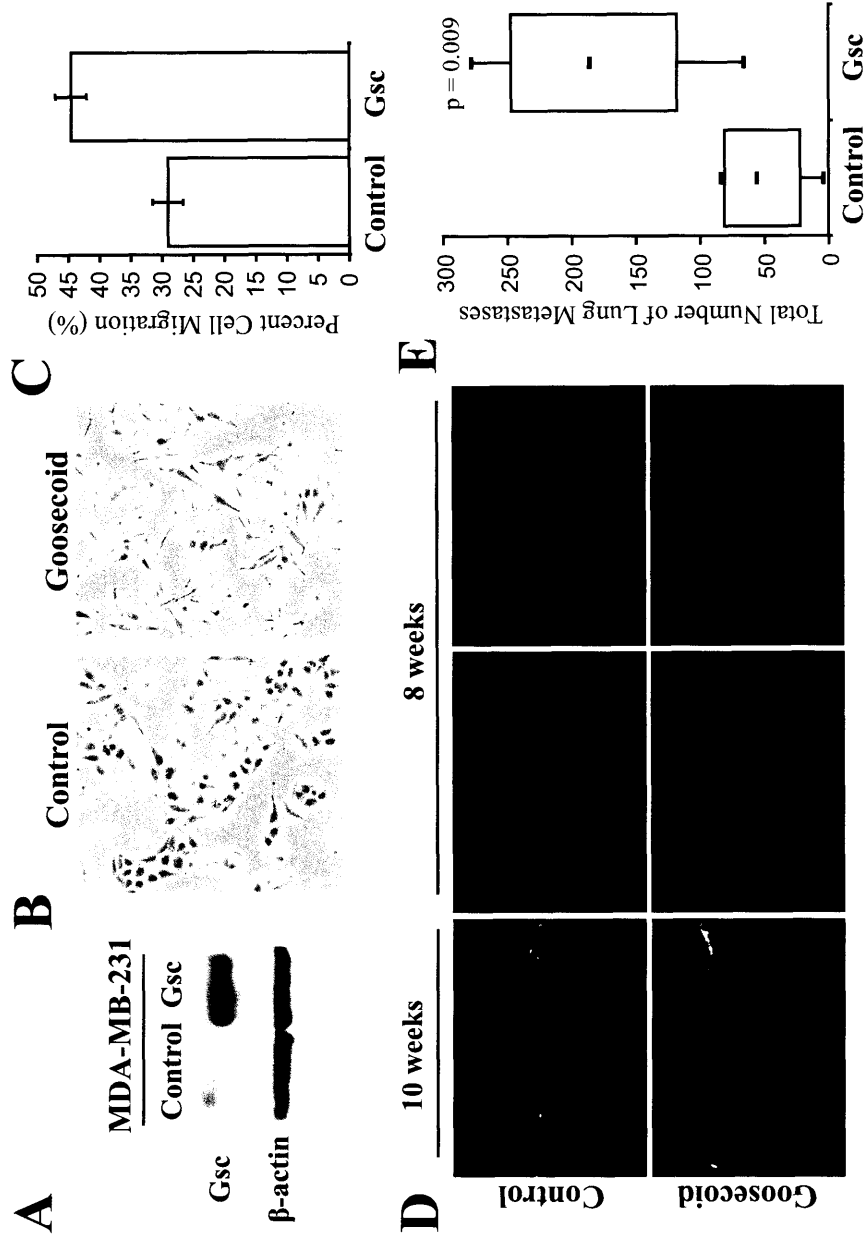 A
MDA-MB-231
Control Gsc
Gsc
β-actin
B
Control
Goosecoid
C
Percent Cell Migration (%)
50
45
40
35
30
25
20
15
10
5
0
Control
Gsc
D
10 weeks
8 weeks
Control
Goosecoid
E
p = 0.009
Total Number of Lung Metastases
300
250
200
150
100
50
0
Control
Gsc